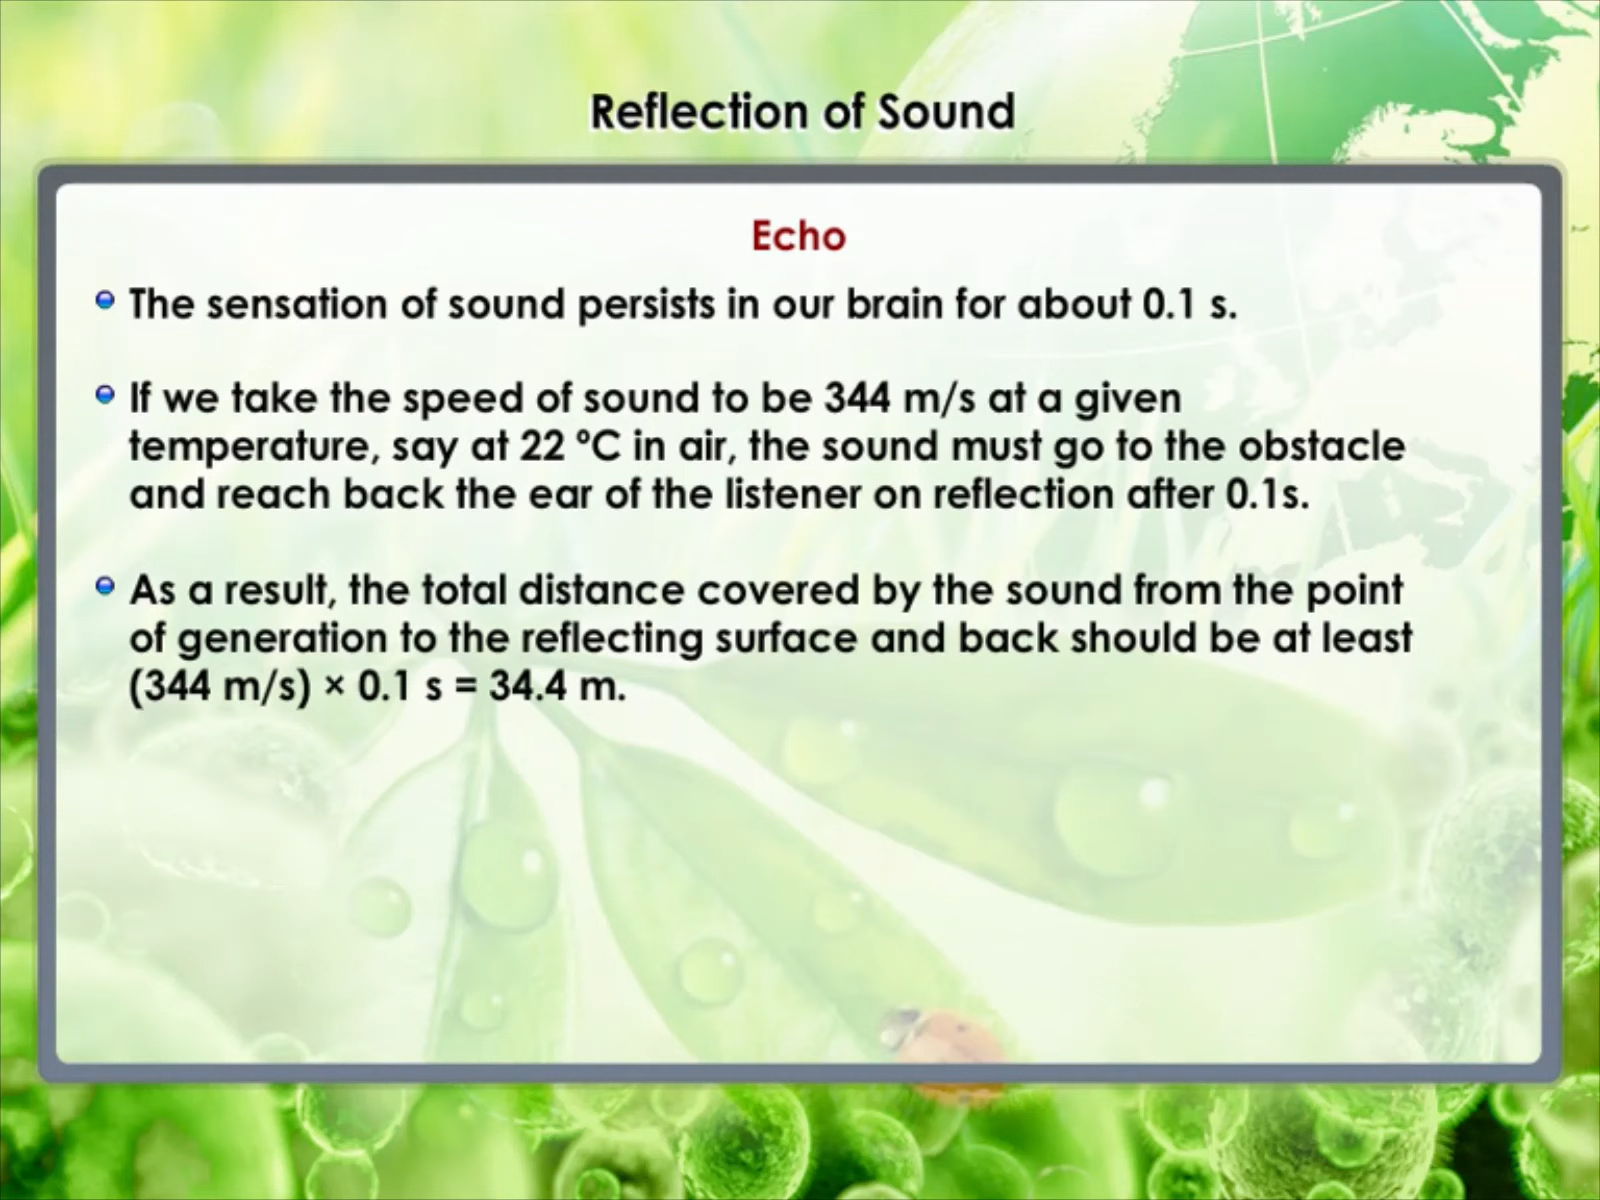 Reflection of Sound
Echo
The sensation of sound persists in our brain for about 0.1 s.
If we take the speed of sound to be 344 m/s at a given
temperature, say at 22 ºC in air, the sound must go to the obstacle
and reach back the ear of the listener on reflection after 0.1s.
As a result, the total distance covered by the sound from the point
of generation to the reflecting surface and back should be at least
(344 m/s) × 0.1 s = 34.4 m.